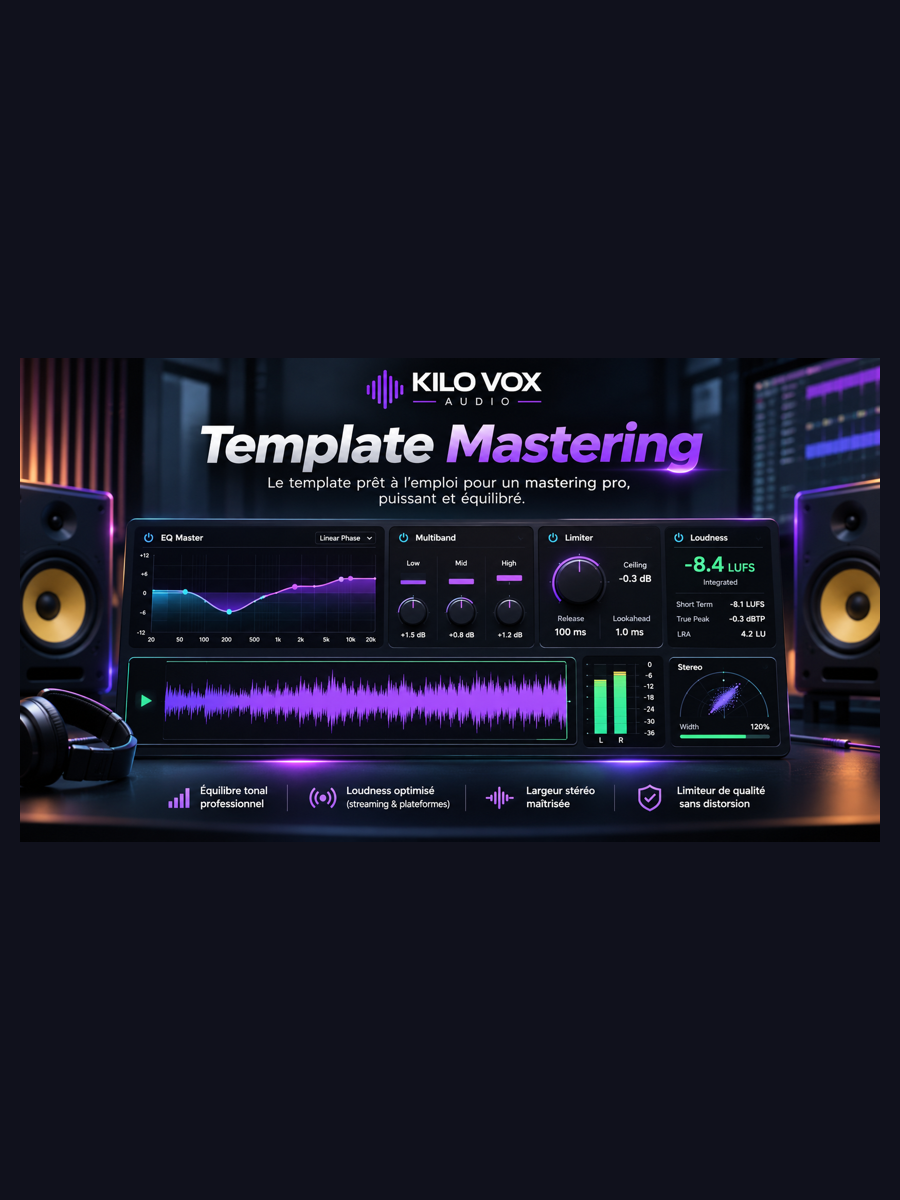 KILO VOX
AUDIO
Template Mastering
Le template prêt à l'emploi pour un mastering pro,
puissant et équilibré.
EQ Master
Linear Phase
+12
+6
0
-6
-12
20 50 100 200 500 1k 2k 5k 10k 20k
Multiband
Low Mid High
+1.5 dB +0.8 dB +1.2 dB
Limiter
Ceiling
-0.3 dB
Release Lookahead
100 ms 1.0 ms
Loudness
-8.4 LUFS
Integrated
Short Term -8.1 LUFS
True Peak -0.3 dBTP
LRA 4.2 LU
0
-6
-12
-18
-24
-30
-36
L R
Stereo
Width 120%
Équilibre tonal
professionnel
Loudness optimisé
(streaming & plateformes)
Largeur stéréo
maîtrisée
Limiteur de qualité
sans distorsion